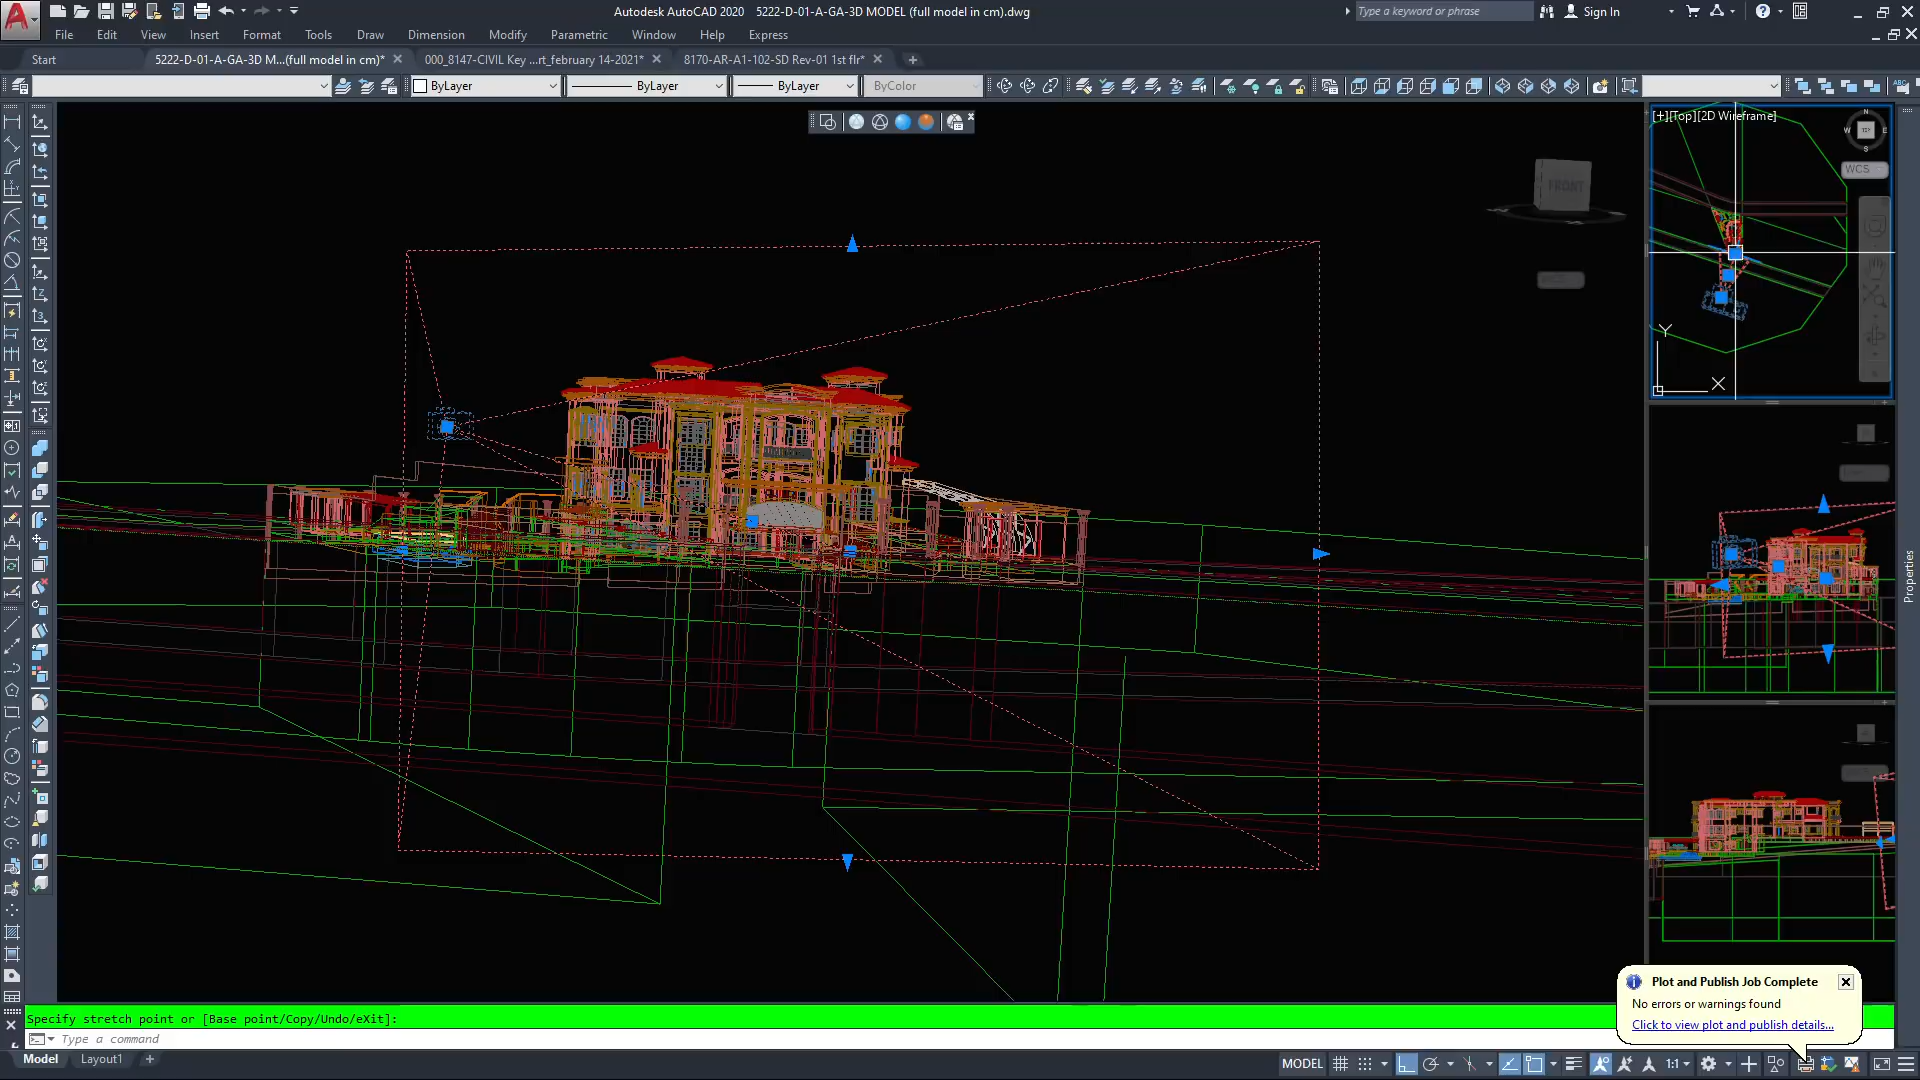 Autodesk AutoCAD 2020 5222-D-01-A-GA-3D MODEL (full model in cm).dwg
Type a keyword or phrase
Sign In
File Edit View Insert Format Tools Draw Dimension Modify Parametric Window Help Express
Start
5222-D-01-A-GA-3D M...(full model in cm)*
000_8147-CIVIL Key ...rt_february 14-2021*
8170-AR-A1-102-SD Rev-01 1st flr*
ByLayer
ByLayer
ByLayer
ByColor
ABC
[+][Top][2D Wireframe]
N
W
TOP
E
S
WCS
FRONT
Y
X
Properties
Plot and Publish Job Complete
No errors or warnings found
Click to view plot and publish details...
Specify stretch point or [Base point/Copy/Undo/eXit]:
Type a command
Model
Layout1
MODEL
1:1